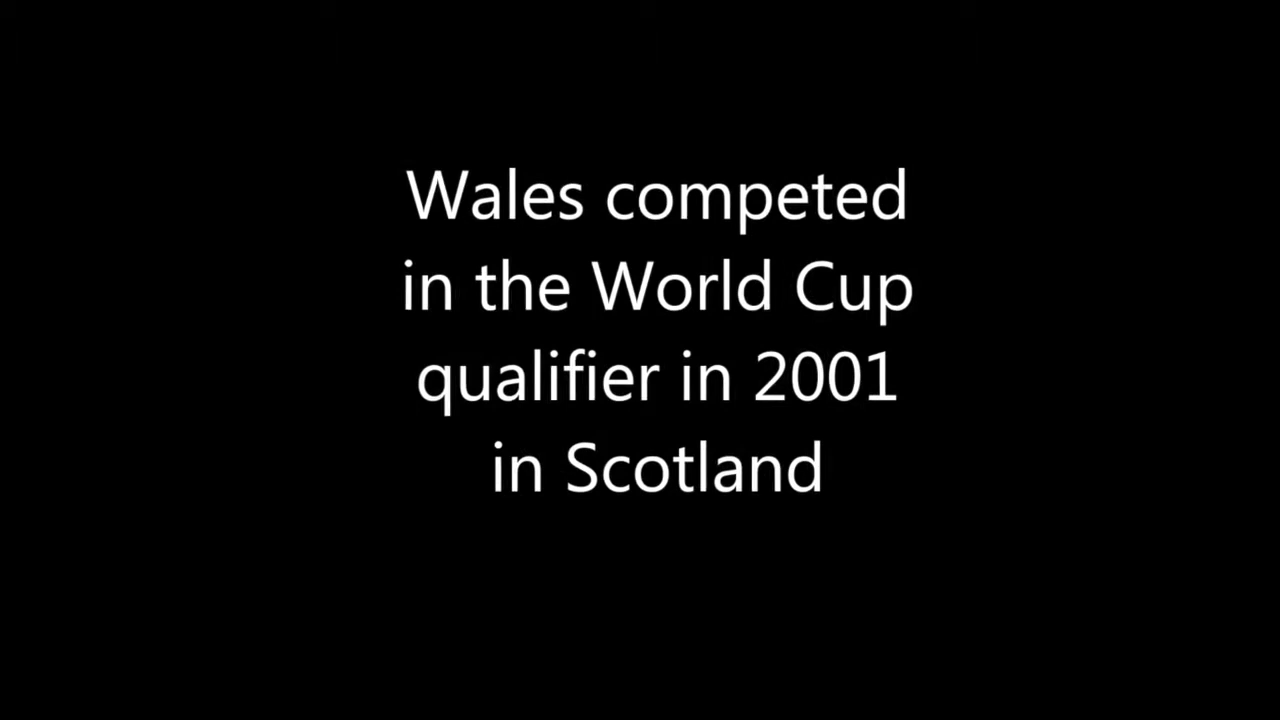 Wales competed
in the World Cup
qualifier in 2001
in Scotland